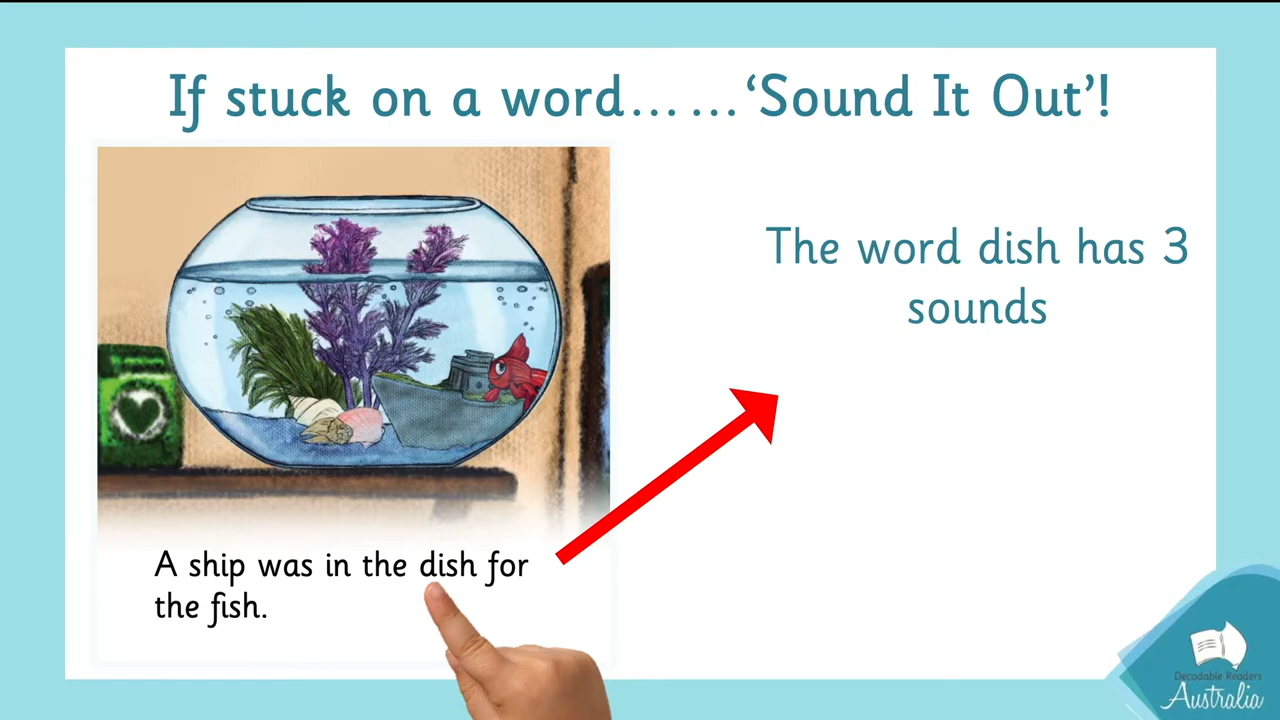 If stuck on a word……‘Sound It Out’!
The word dish has 3
sounds
A ship was in the dish for
the fish.
Decodable Readers
Australia